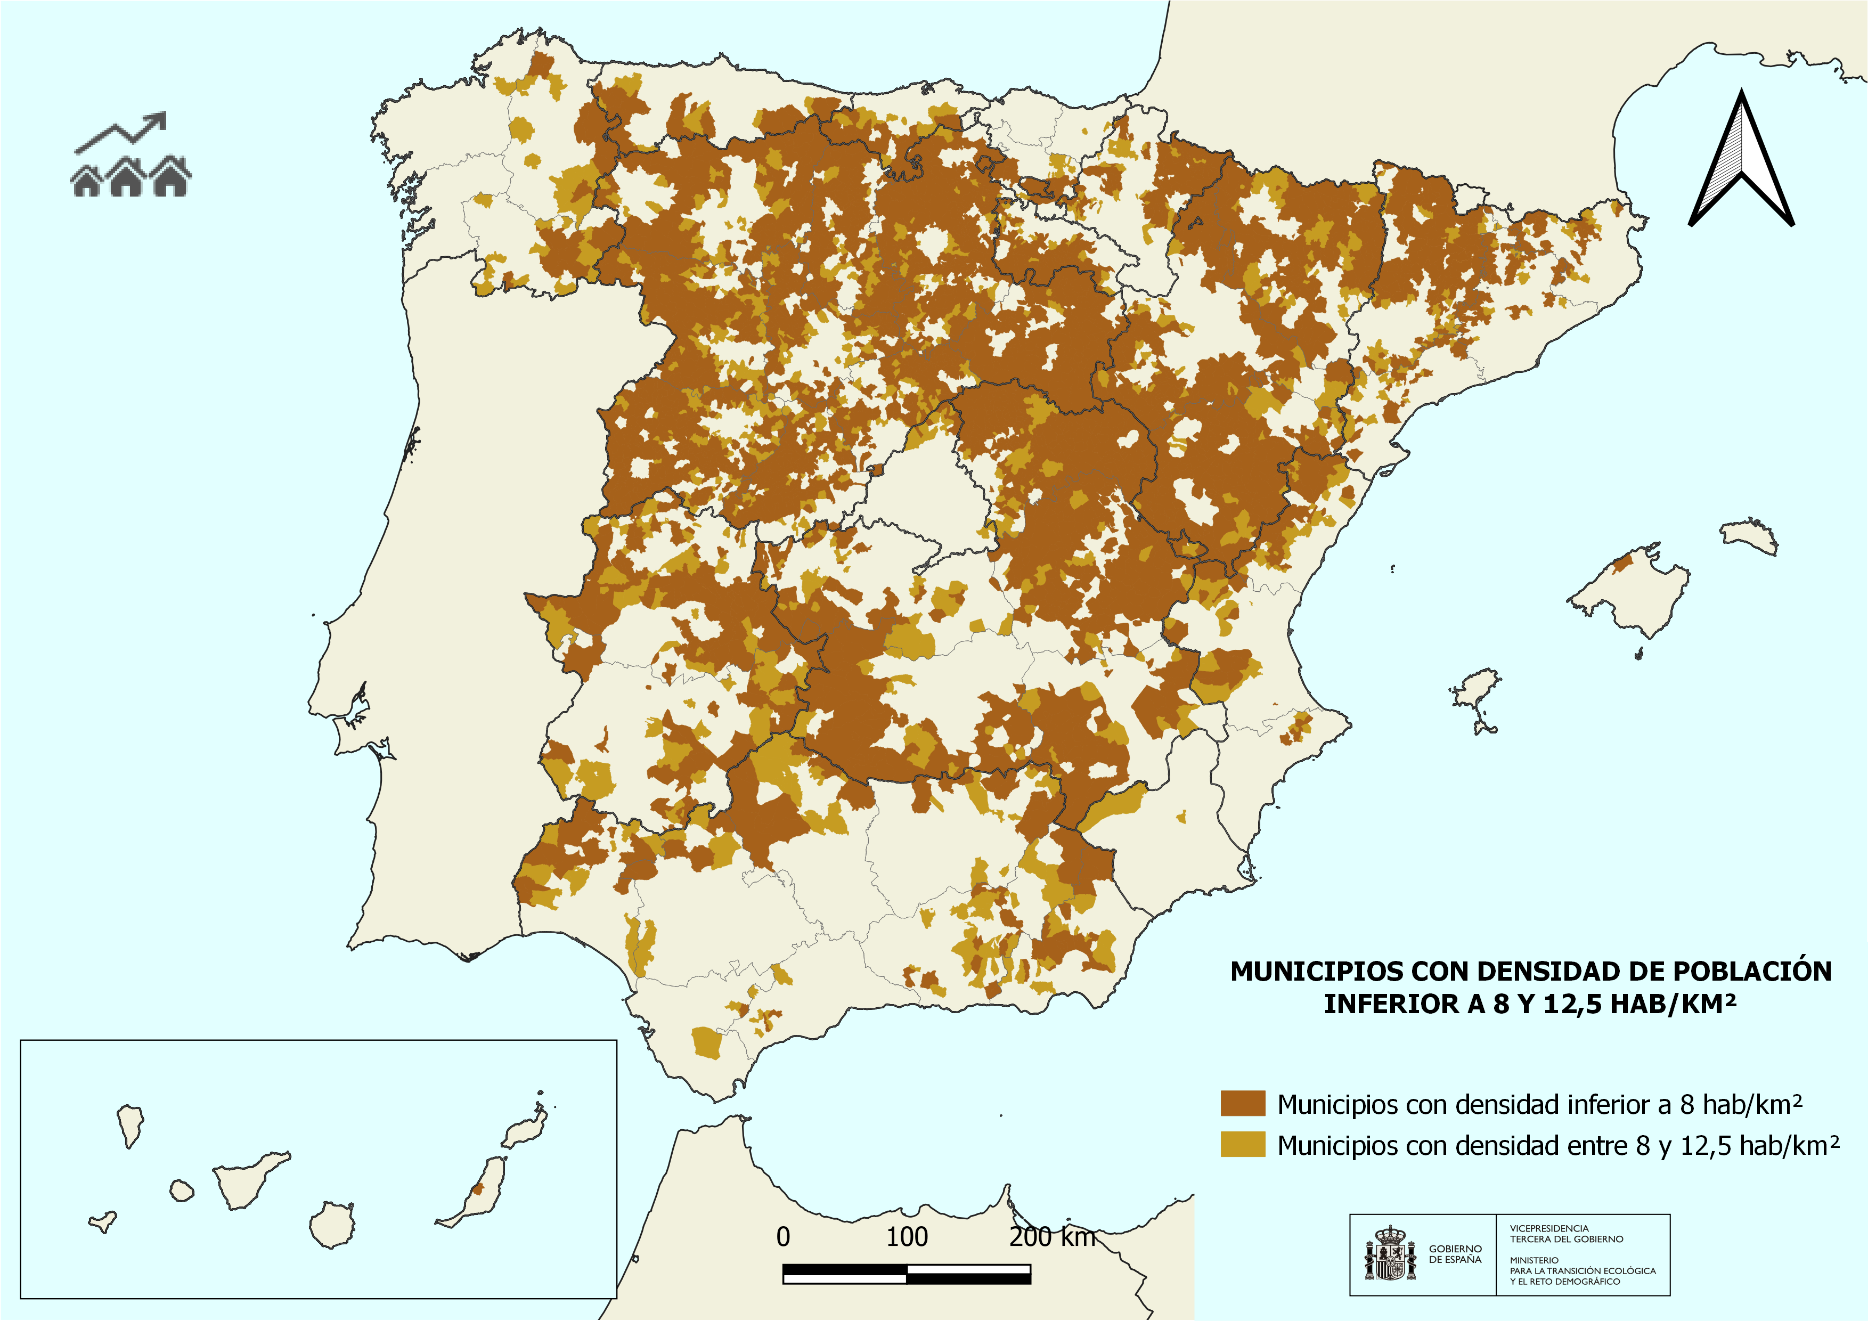 MUNICIPIOS CON DENSIDAD DE POBLACIÓN
INFERIOR A 8 Y 12,5 HAB/KM²
Municipios con densidad inferior a 8 hab/km²
Municipios con densidad entre 8 y 12,5 hab/km²
0 100 200 km
GOBIERNO
DE ESPAÑA
VICEPRESIDENCIA
TERCERA DEL GOBIERNO
MINISTERIO
PARA LA TRANSICIÓN ECOLÓGICA
Y EL RETO DEMOGRÁFICO